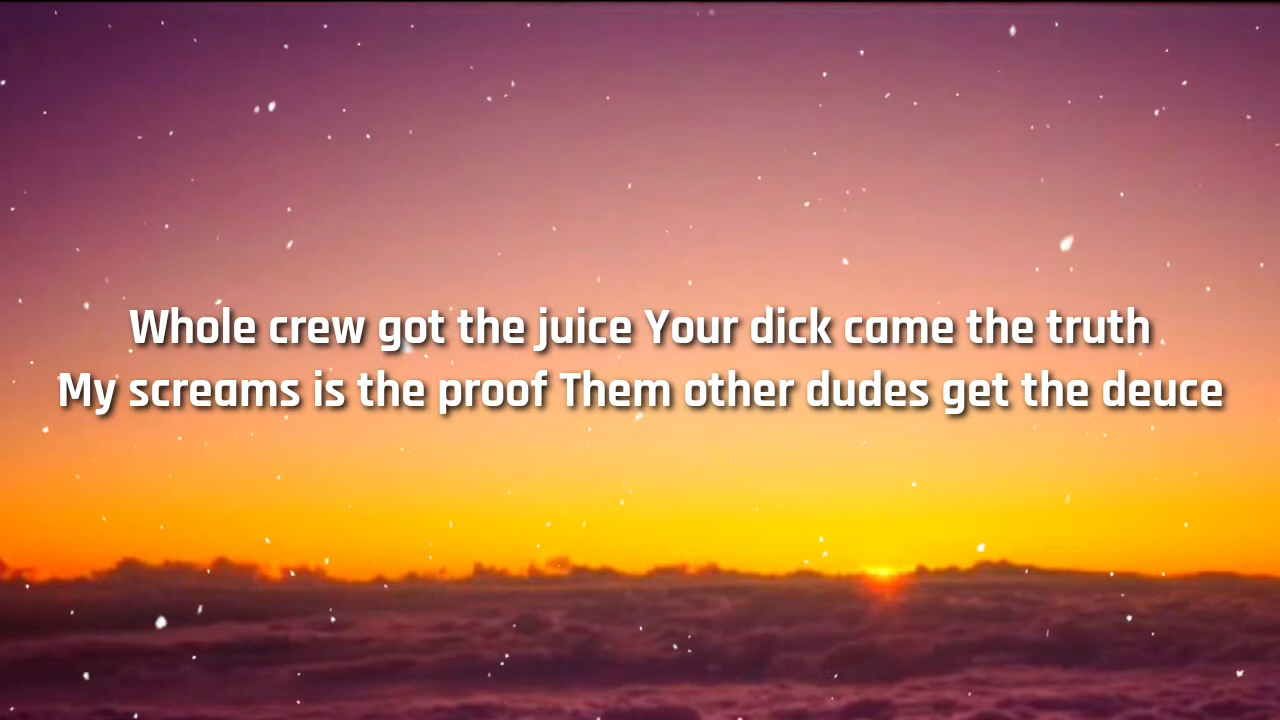 Whole crew got the juice Your dick came the truth
My screams is the proof Them other dudes get the deuce